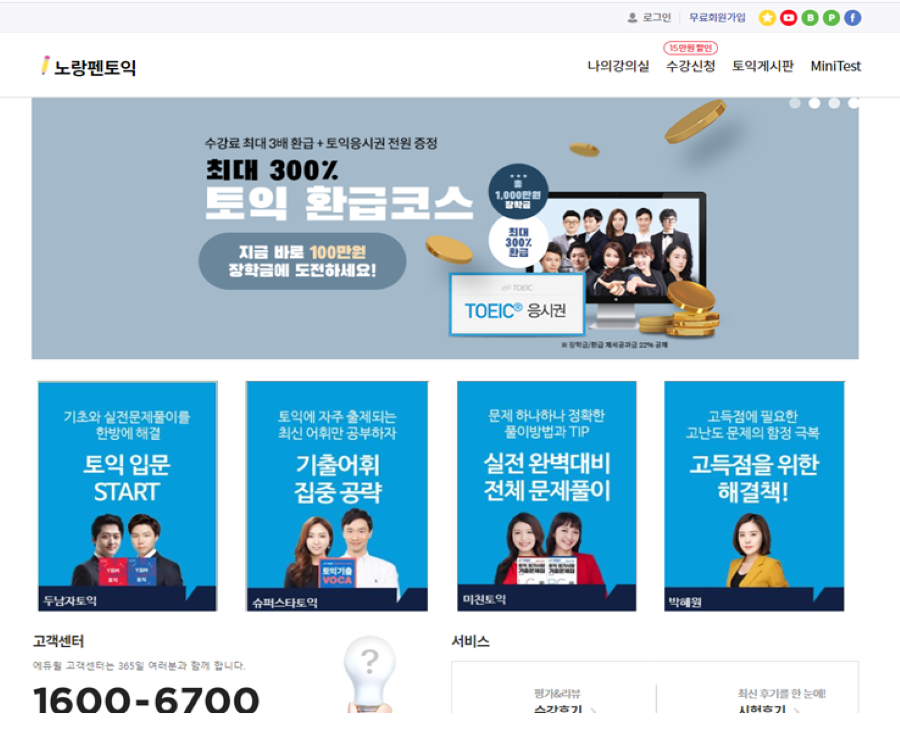 로그인 무료회원가입
15만원할인
노랑펜토익
나의강의실 수강신청 토익게시판 MiniTest
수강료 최대 3배 환급 + 토익응시권 전원 증정
최대 300%
토익 환급코스
지금 바로 100만원
장학금에 도전하세요!
총
1,000만원
장학금
최대
300%
환급
TOEIC
TOEIC® 응시권
※ 장학금/환급 제세공과금 22% 공제
기초와 실전문제풀이를
한방에 해결
토익 입문
START
두남자토익
토익에 자주 출제되는
최신 어휘만 공부하자
기출어휘
집중 공략
토익기출
VOCA
슈퍼스타토익
문제 하나하나 정확한
풀이방법과 TIP
실전 완벽대비
전체 문제풀이
미친토익
고득점에 필요한
고난도 문제의 함정 극복
고득점을 위한
해결책!
박혜원
고객센터
에듀윌 고객센터는 365일 여러분과 함께 합니다.
1600-6700
?
서비스
평가&리뷰
수강후기 >
최신 후기를 한 눈에!
시험후기 >